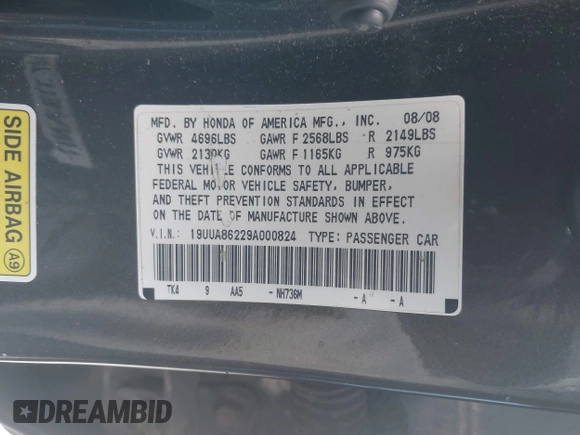 MFD. BY HONDA OF AMERICA MFG., INC. 08/08
GVWR 4696LBS GAWR F 2568LBS R 2149LBS
GVWR 2130KG GAWR F 1165KG R 975KG
THIS VEHICLE CONFORMS TO ALL APPLICABLE
FEDERAL MOTOR VEHICLE SAFETY, BUMPER,
AND THEFT PREVENTION STANDARDS IN EFFECT
ON THE DATE OF MANUFACTURE SHOWN ABOVE.
V.I.N.: 19UUA86229A000824 TYPE: PASSENGER CAR
TK4 9 AA5 -NH736M -A -A
SIDE AIRBAG A9
DREAMBID